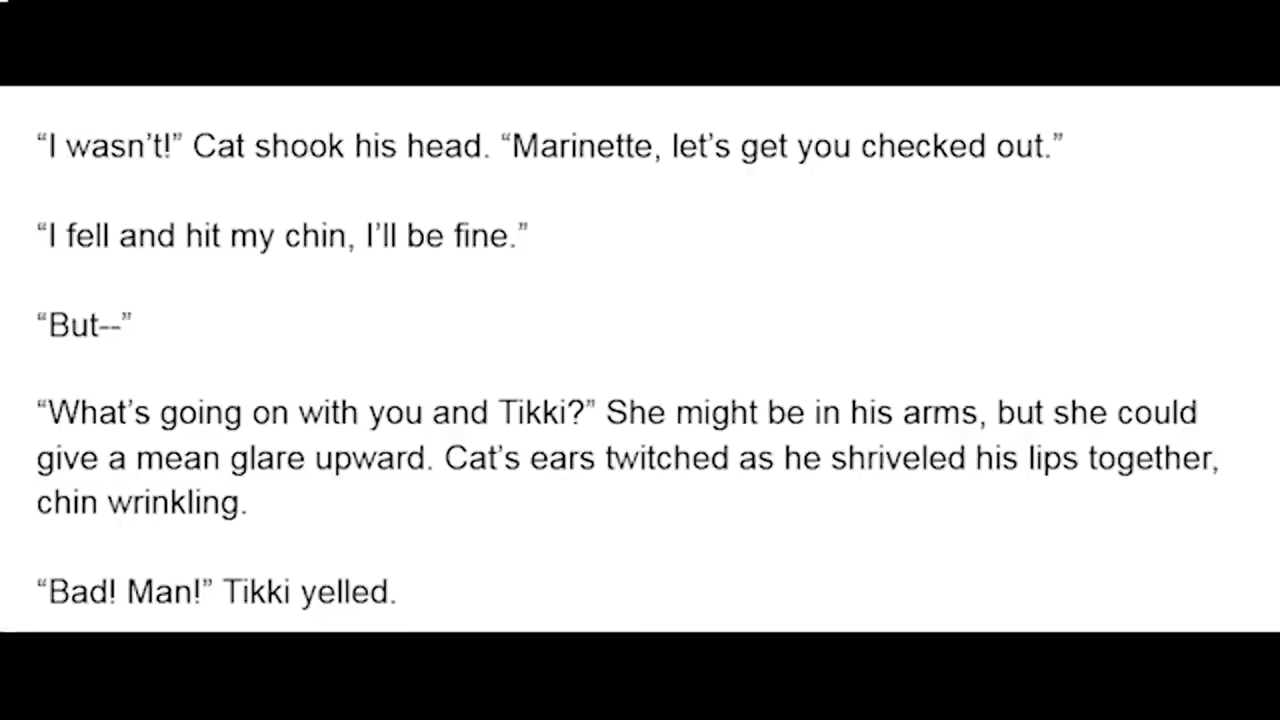 “I wasn’t!” Cat shook his head. “Marinette, let’s get you checked out.”
“I fell and hit my chin, I’ll be fine.”
“But--”
“What’s going on with you and Tikki?” She might be in his arms, but she could
give a mean glare upward. Cat’s ears twitched as he shriveled his lips together,
chin wrinkling.
“Bad! Man!” Tikki yelled.